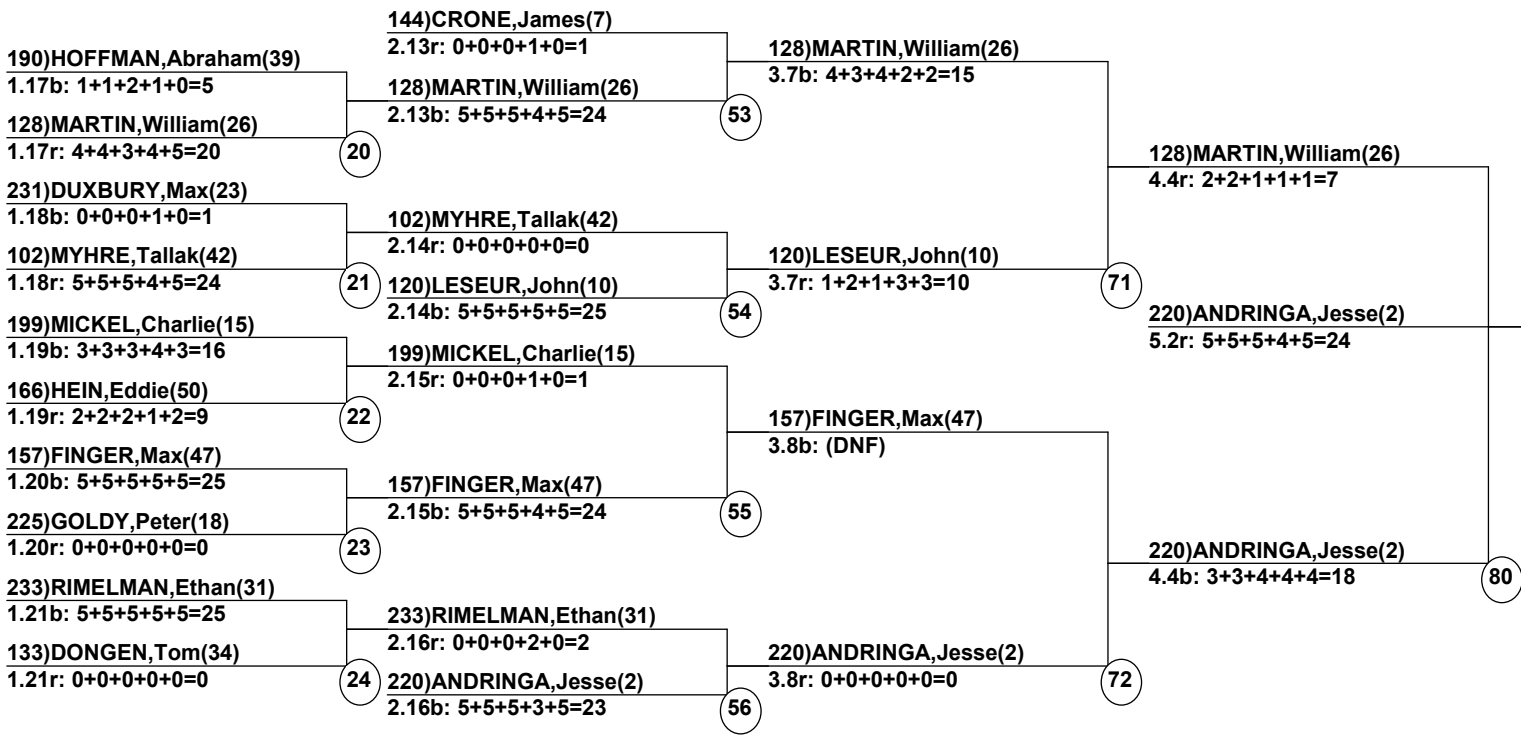 190)HOFFMAN,Abraham(39)
1.17b: 1+1+2+1+0=5
128)MARTIN,William(26)
1.17r: 4+4+3+4+5=20
20
231)DUXBURY,Max(23)
1.18b: 0+0+0+1+0=1
102)MYHRE,Tallak(42)
1.18r: 5+5+5+4+5=24
21
199)MICKEL,Charlie(15)
1.19b: 3+3+3+4+3=16
166)HEIN,Eddie(50)
1.19r: 2+2+2+1+2=9
22
157)FINGER,Max(47)
1.20b: 5+5+5+5+5=25
225)GOLDY,Peter(18)
1.20r: 0+0+0+0+0=0
23
233)RIMELMAN,Ethan(31)
1.21b: 5+5+5+5+5=25
133)DONGEN,Tom(34)
1.21r: 0+0+0+0+0=0
24
144)CRONE,James(7)
2.13r: 0+0+0+1+0=1
128)MARTIN,William(26)
2.13b: 5+5+5+4+5=24
53
102)MYHRE,Tallak(42)
2.14r: 0+0+0+0+0=0
120)LESEUR,John(10)
2.14b: 5+5+5+5+5=25
54
199)MICKEL,Charlie(15)
2.15r: 0+0+0+1+0=1
157)FINGER,Max(47)
2.15b: 5+5+5+4+5=24
55
233)RIMELMAN,Ethan(31)
2.16r: 0+0+0+2+0=2
220)ANDRINGA,Jesse(2)
2.16b: 5+5+5+3+5=23
56
128)MARTIN,William(26)
3.7b: 4+3+4+2+2=15
120)LESEUR,John(10)
3.7r: 1+2+1+3+3=10
71
157)FINGER,Max(47)
3.8b: (DNF)
220)ANDRINGA,Jesse(2)
3.8r: 0+0+0+0+0=0
72
128)MARTIN,William(26)
4.4r: 2+2+1+1+1=7
220)ANDRINGA,Jesse(2)
4.4b: 3+3+4+4+4=18
80
220)ANDRINGA,Jesse(2)
5.2r: 5+5+5+4+5=24